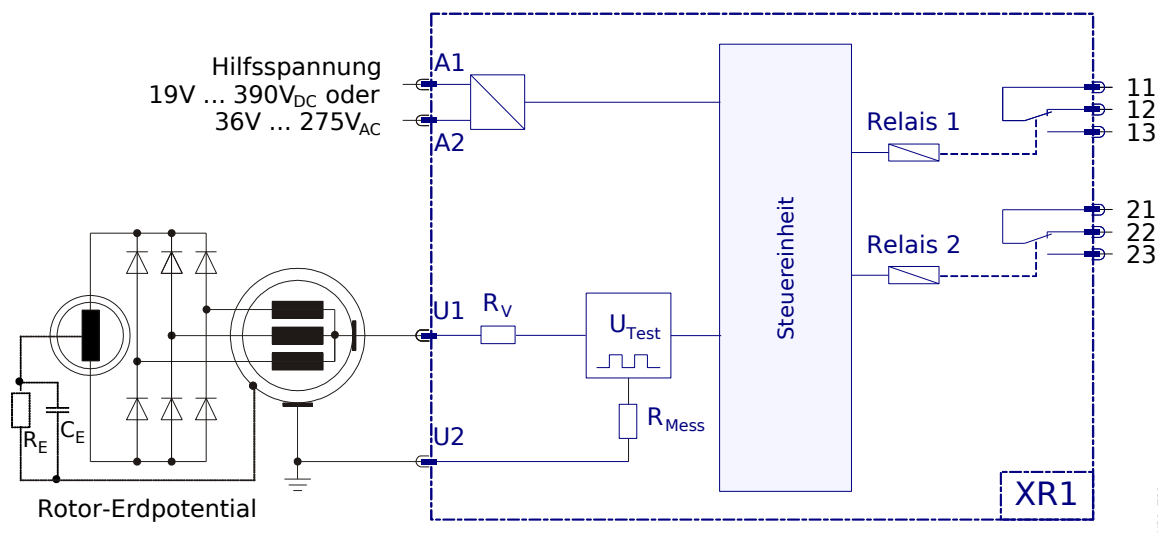 Hilfsspannung
19V ... 390VDC oder
36V ... 275VAC
A1
A2
Relais 1
11
12
13
Steuereinheit
Relais 2
21
22
23
U1
RV
UTest
RMess
U2
RE
CE
Rotor-Erdpotential
XR1